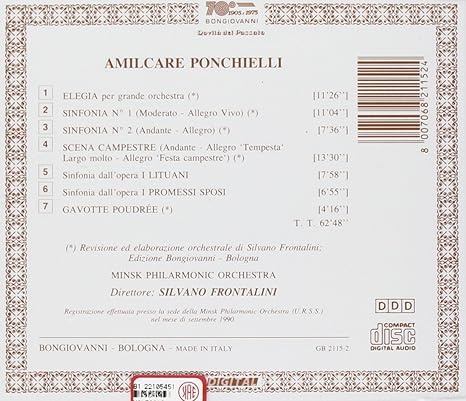 70° 1905-1975
BONGIOVANNI
AMILCARE PONCHIELLI
1 ELEGIA per grande orchestra (*) [11'26'']
2 SINFONIA N° 1 (Moderato - Allegro Vivo) (*) [11'04'']
3 SINFONIA N° 2 (Andante - Allegro) (*) [7'36'']
4 SCENA CAMPESTRE (Andante - Allegro ‘Tempesta’
Largo molto - Allegro ‘Festa campestre’) (*) [13'30'']
5 Sinfonia dall'opera I LITUANI [7'58'']
6 Sinfonia dall'opera I PROMESSI SPOSI [6'55'']
7 GAVOTTE POUDRÉE (*) [4'16'']
T. T. 62'48''
(*) Revisione ed elaborazione orchestrale di Silvano Frontalini;
Edizione Bongiovanni - Bologna
MINSK PHILARMONIC ORCHESTRA
Direttore: SILVANO FRONTALINI
Registrazione effettuata presso la sede della Minsk Philarmonic Orchestra (U.R.S.S.)
nel mese di settembre 1990.
BONGIOVANNI - BOLOGNA - MADE IN ITALY GB 2115-2
8 007068 211524
DDD
COMPACT
disc
DIGITAL AUDIO
DIGITAL